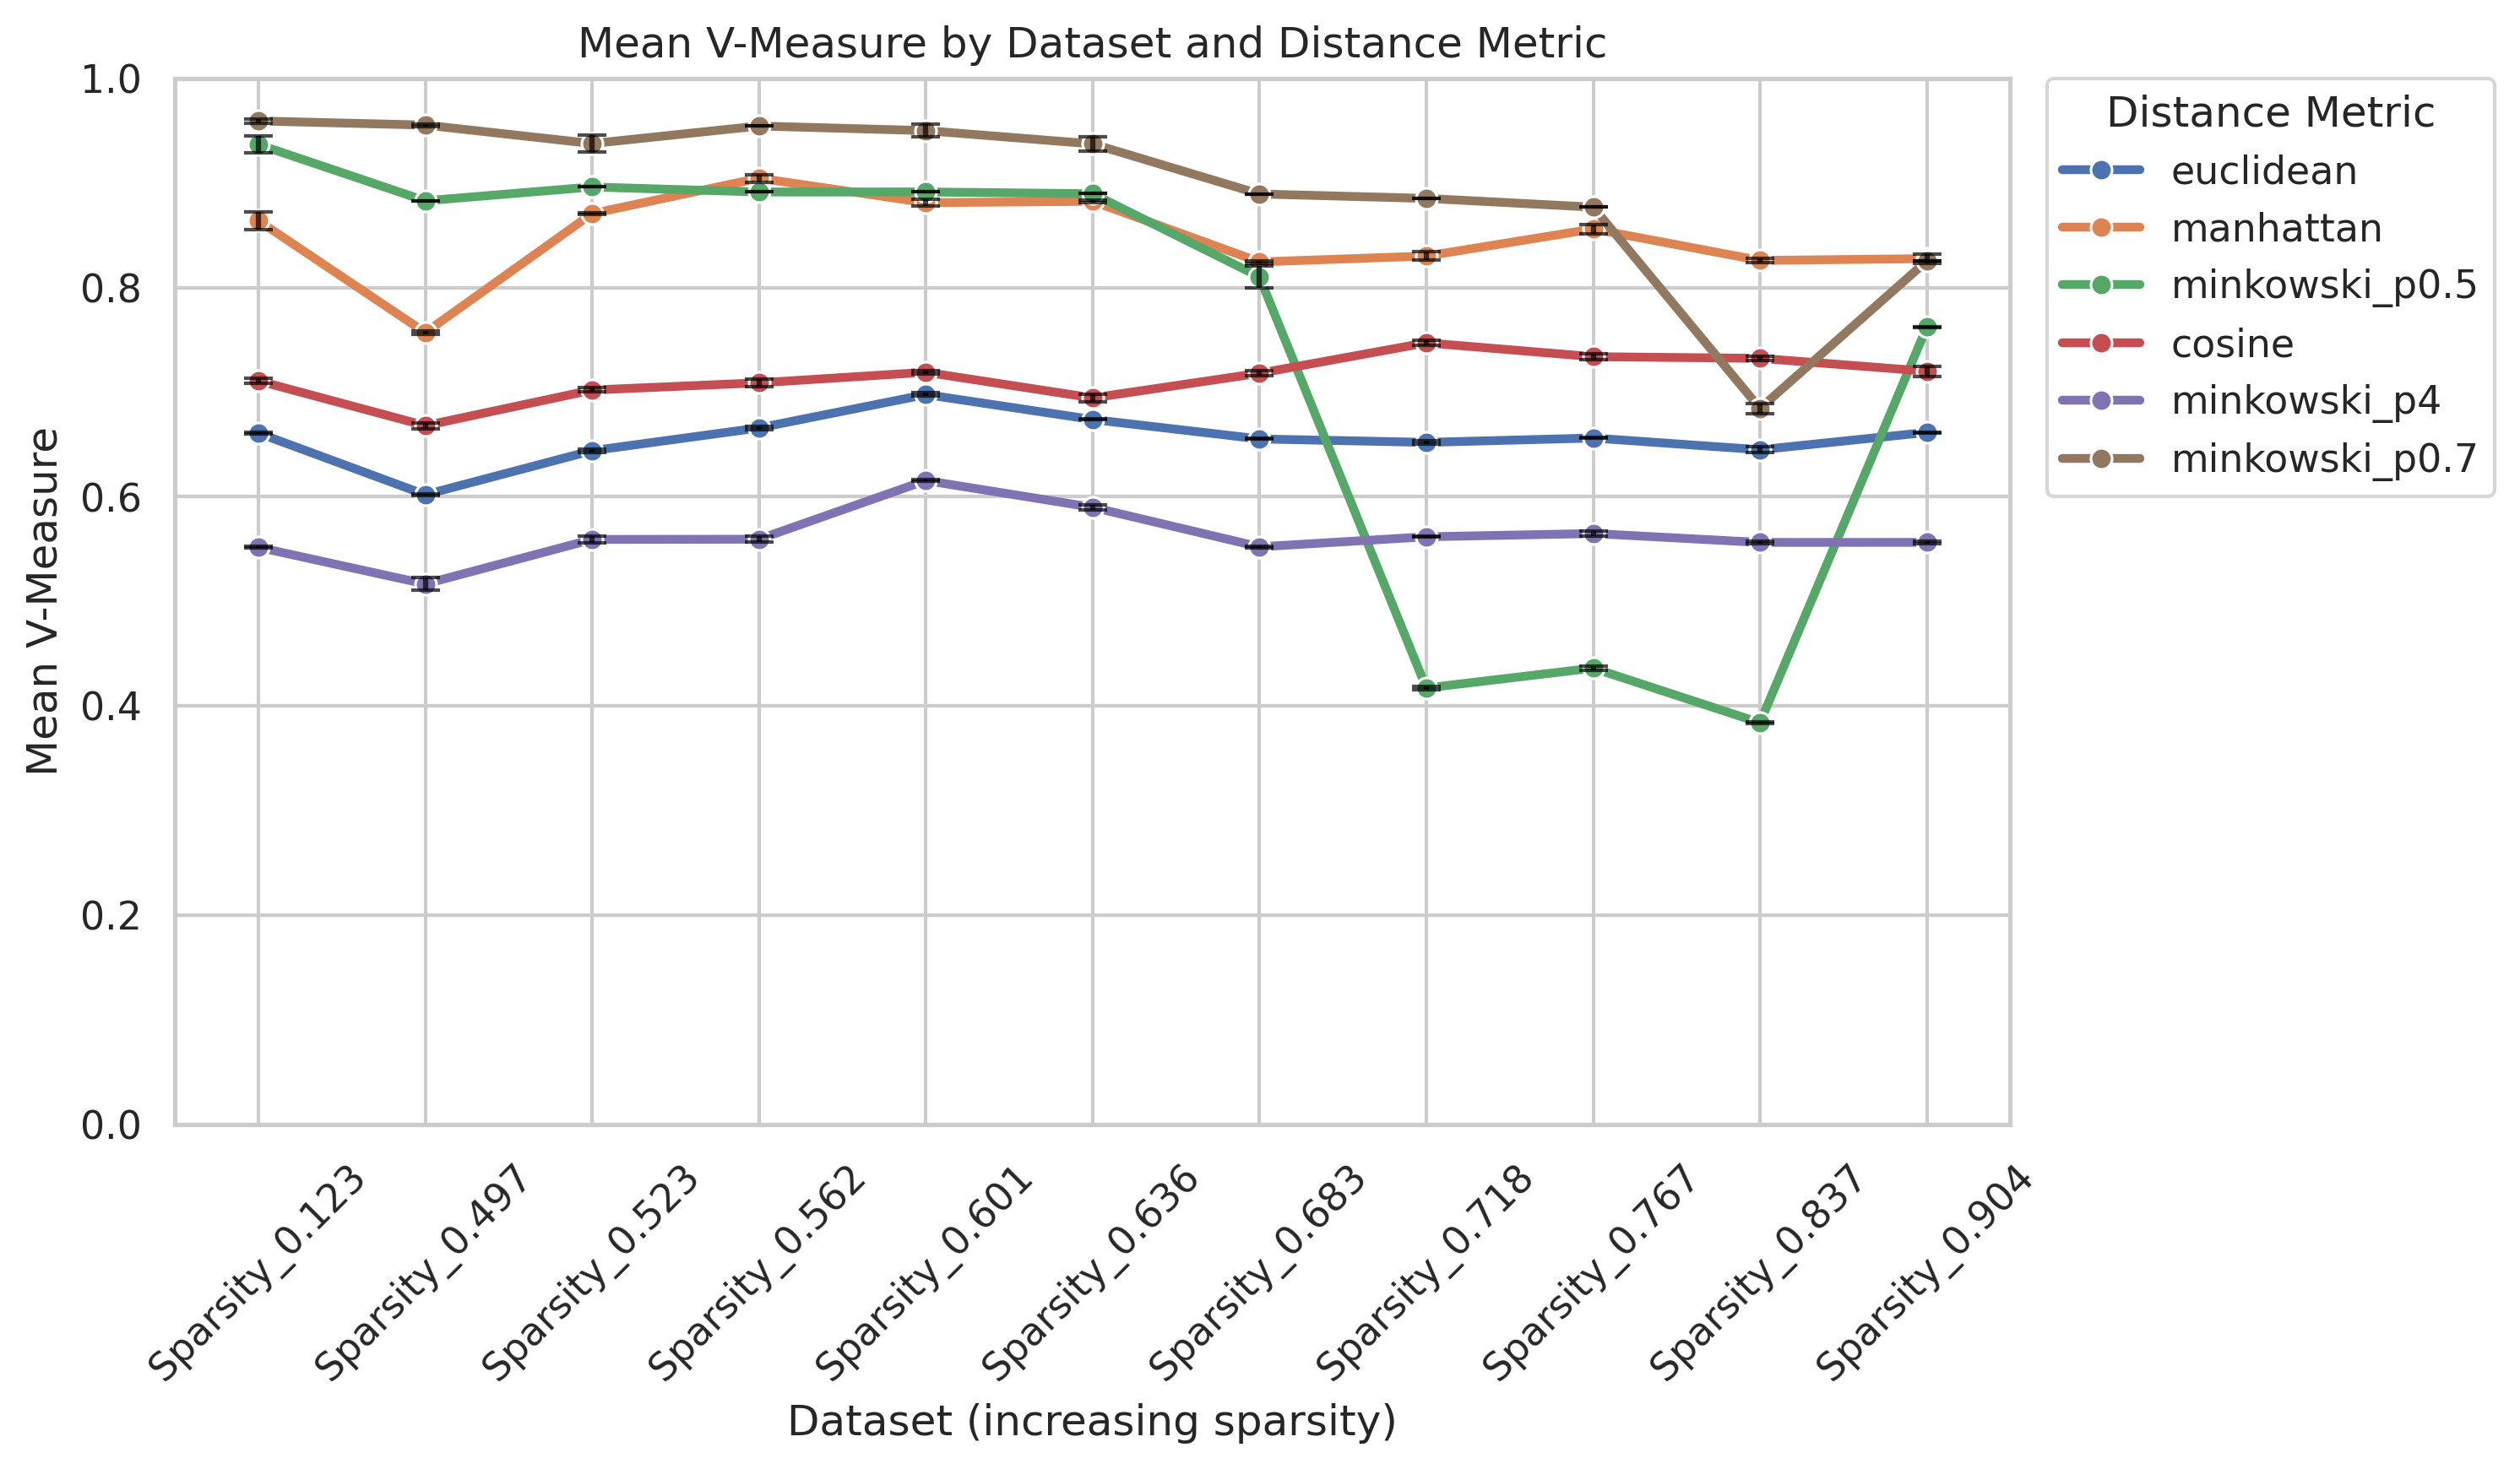 Mean V-Measure by Dataset and Distance Metric
1.0
0.8
0.6
0.4
0.2
0.0
Mean V-Measure
Sparsity_0.123
Sparsity_0.497
Sparsity_0.523
Sparsity_0.562
Sparsity_0.601
Sparsity_0.636
Sparsity_0.683
Sparsity_0.718
Sparsity_0.767
Sparsity_0.837
Sparsity_0.904
Dataset (increasing sparsity)
Distance Metric
euclidean
manhattan
minkowski_p0.5
cosine
minkowski_p4
minkowski_p0.7